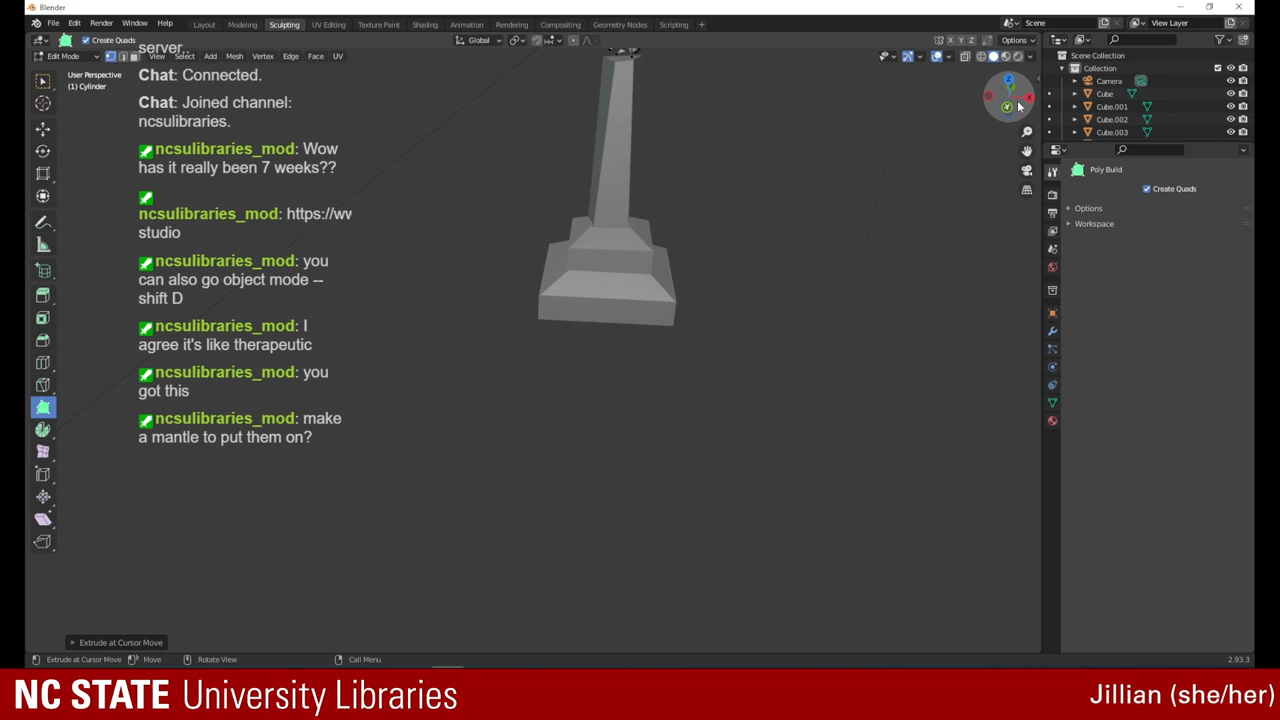 Blender
File Edit Render Window Help
Layout Modeling Sculpting UV Editing Texture Paint Shading Animation Rendering Compositing Geometry Nodes Scripting +
Scene
View Layer
Create Quads
Global
Options
Edit Mode
View Select Add Mesh Vertex Edge Face UV
X Y Z
server..
User Perspective
(1) Cylinder
Chat: Connected.
Chat: Joined channel:
ncsulibraries.
ncsulibraries_mod: Wow
has it really been 7 weeks??
ncsulibraries_mod: https://ww
studio
ncsulibraries_mod: you
can also go object mode --
shift D
ncsulibraries_mod: I
agree it's like therapeutic
ncsulibraries_mod: you
got this
ncsulibraries_mod: make
a mantle to put them on?
Z
X
Y
Scene Collection
Collection
Camera
Cube
Cube.001
Cube.002
Cube.003
Poly Build
Create Quads
Options
Workspace
Extrude at Cursor Move
Extrude at Cursor Move Move Rotate View Call Menu
2.93.3
NC STATE University Libraries
Jillian (she/her)